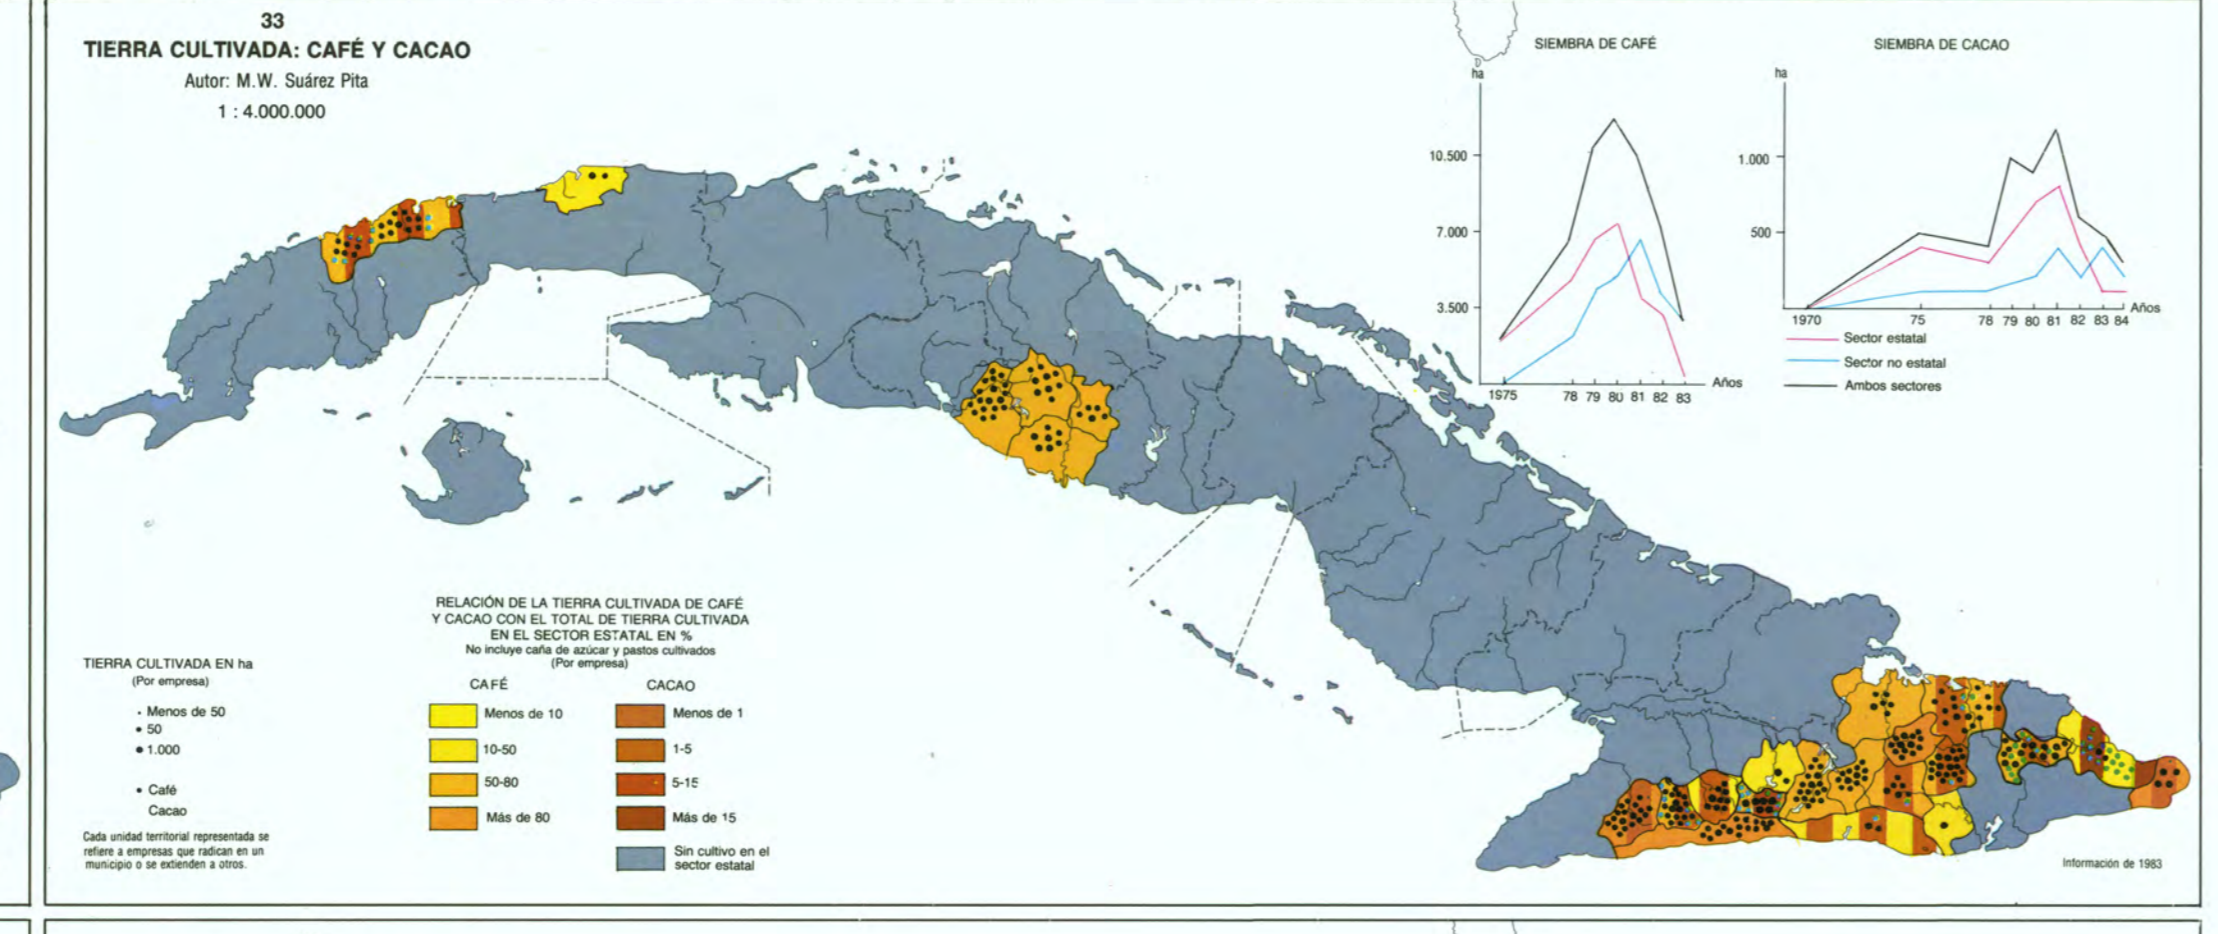 33
TIERRA CULTIVADA: CAFÉ Y CACAO
Autor: M.W. Suárez Pita
1 : 4.000.000
SIEMBRA DE CAFÉ
ha
10.500
7.000
3.500
1975 78 79 80 81 82 83
Años
SIEMBRA DE CACAO
ha
1.000
500
1970 75 78 79 80 81 82 83 84
Años
Sector estatal
Sector no estatal
Ambos sectores
TIERRA CULTIVADA EN ha
(Por empresa)
Menos de 50
50
1.000
Café
Cacao
Cada unidad territorial representada se
refiere a empresas que radican en un
municipio o se extienden a otros.
RELACIÓN DE LA TIERRA CULTIVADA DE CAFÉ
Y CACAO CON EL TOTAL DE TIERRA CULTIVADA
EN EL SECTOR ESTATAL EN %
No incluye caña de azúcar y pastos cultivados
(Por empresa)
CAFÉ
Menos de 10
10-50
50-80
Más de 80
CACAO
Menos de 1
1-5
5-15
Más de 15
Sin cultivo en el
sector estatal
Información de 1983